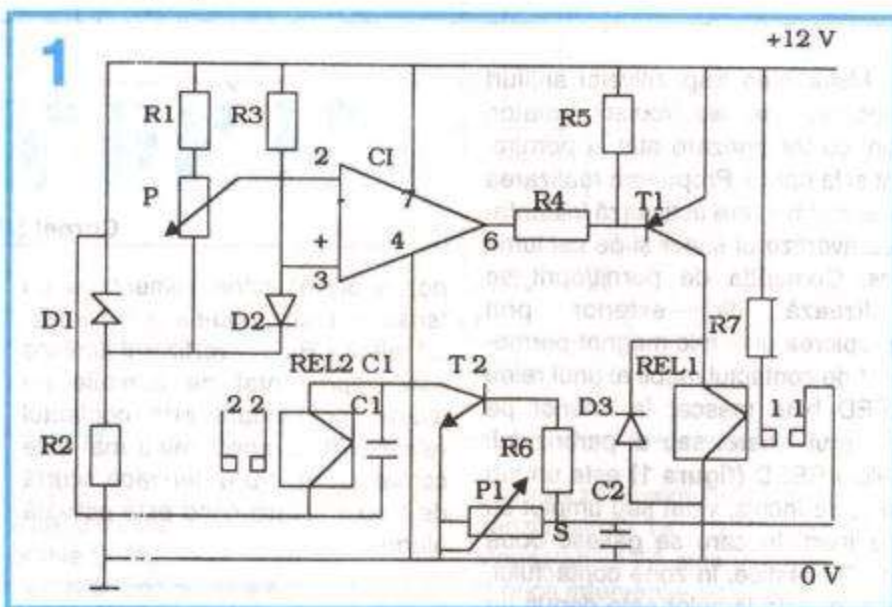 1
+12 V
R1 R3 R5
2 CI
P - 7 R4 T1
+ 4 6
3
D1 D2 R7
REL2 C1 T2 REL1
2 2 C1 D3 1 1
R2 R6
P1 C2
S
0 V